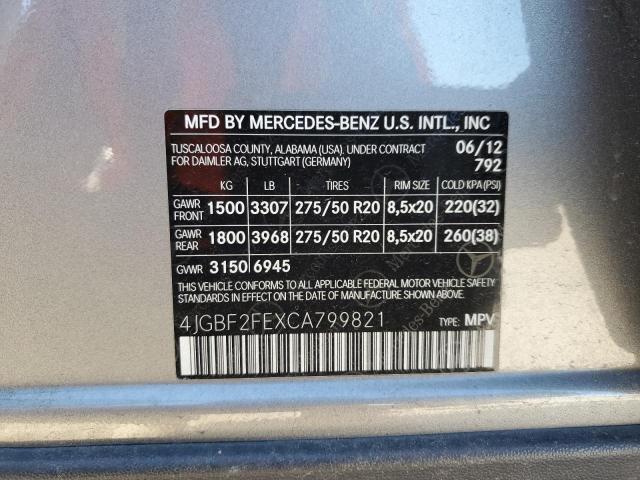 MFD BY MERCEDES-BENZ U.S. INTL., INC
TUSCALOOSA COUNTY, ALABAMA (USA), UNDER CONTRACT 06/12
FOR DAIMLER AG, STUTTGART (GERMANY) 792
KG LB TIRES RIM SIZE COLD KPA (PSI)
GAWR FRONT 1500 3307 275/50 R20 8,5x20 220(32)
GAWR REAR 1800 3968 275/50 R20 8,5x20 260(38)
GVWR 3150 6945
THIS VEHICLE CONFORMS TO ALL APPLICABLE FEDERAL MOTOR VEHICLE SAFETY
STANDARDS IN EFFECT ON THE DATE OF MANUFACTURE SHOWN ABOVE.
4JGBF2FEXCA799821 TYPE: MPV